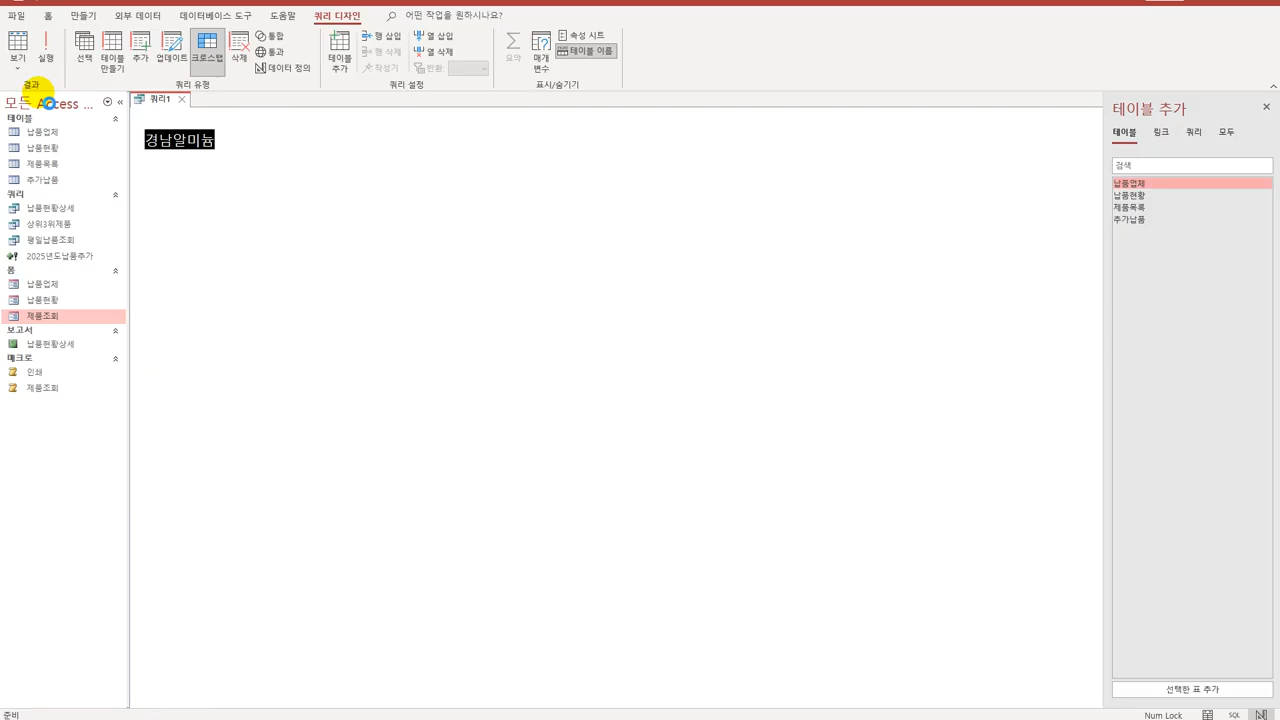 파일 홈 만들기 외부 데이터 데이터베이스 도구 도움말 쿼리 디자인 어떤 작업을 원하시나요?
보기 실행 선택 테이블 만들기 추가 업데이트 크로스탭 삭제 통합 통과 데이터 정의 테이블 추가 행 삽입 행 삭제 작성기 열 삽입 열 삭제 반환: 요약 매개 변수 속성 시트 테이블 이름
결과 쿼리 유형 쿼리 설정 표시/숨기기
모든 Access ...
테이블
납품업체
납품현황
제품목록
추가납품
쿼리
납품현황상세
상위3위제품
평일납품조회
2025년도납품추가
폼
납품업체
납품현황
제품조회
보고서
납품현황상세
매크로
인쇄
제품조회
쿼리1
경남알미늄
테이블 추가
테이블 링크 쿼리 모두
검색
납품업체
납품현황
제품목록
추가납품
선택한 표 추가
준비
Num Lock
SQL